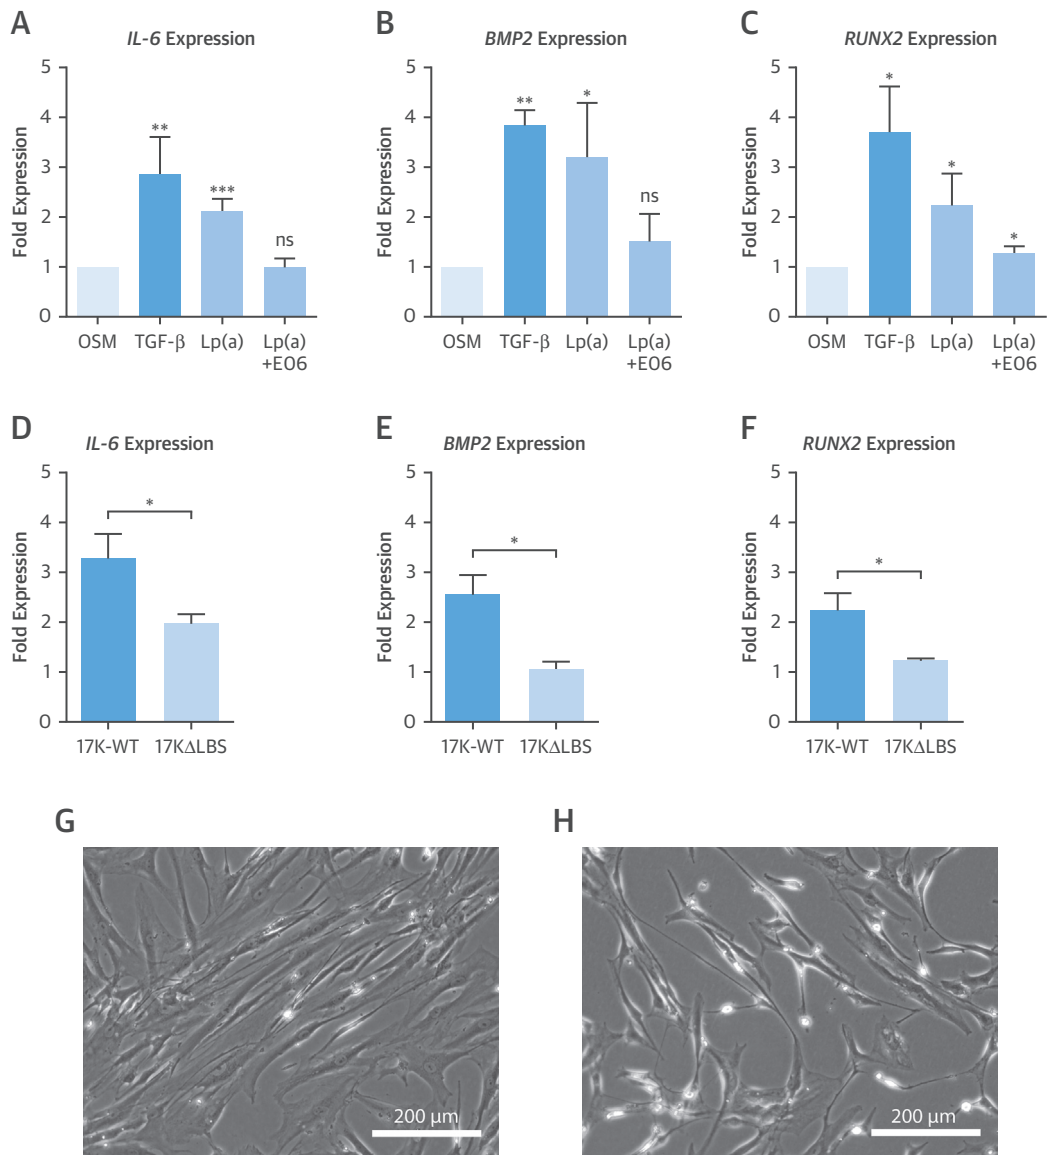 A
IL-6 Expression
Fold Expression
5
4
3
2
1
0
**
***
ns
OSM
TGF-β
Lp(a)
Lp(a)
+E06
B
BMP2 Expression
Fold Expression
5
4
3
2
1
0
**
*
ns
OSM
TGF-β
Lp(a)
Lp(a)
+E06
C
RUNX2 Expression
Fold Expression
5
4
3
2
1
0
*
*
*
OSM
TGF-β
Lp(a)
Lp(a)
+E06
D
IL-6 Expression
Fold Expression
5
4
3
2
1
0
*
17K-WT
17KΔLBS
E
BMP2 Expression
Fold Expression
5
4
3
2
1
0
*
17K-WT
17KΔLBS
F
RUNX2 Expression
Fold Expression
5
4
3
2
1
0
*
17K-WT
17KΔLBS
G
200 μm
H
200 μm